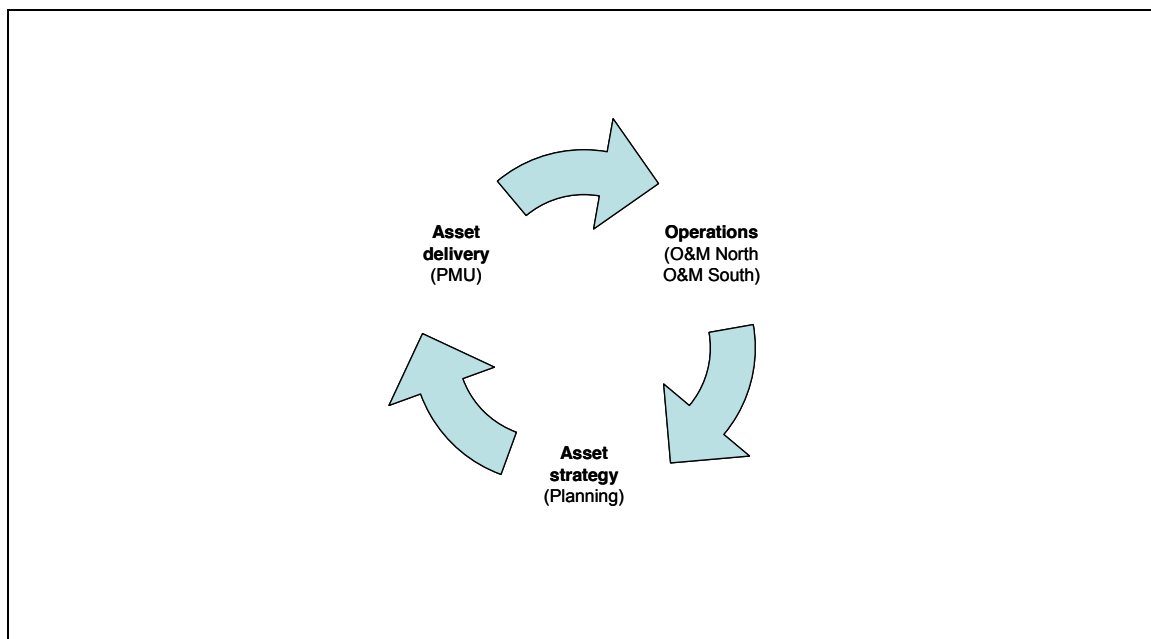 Asset
delivery
(PMU)
Operations
(O&M North
O&M South)
Asset
strategy
(Planning)